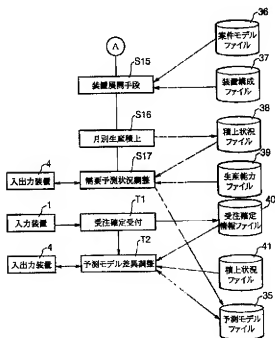 A
36
案件モデル
ファイル
S15
装置展開手段
37
装置構成
ファイル
S16
月別生産積上
38
積上状況
ファイル
4
入出力装置
S17
需要予測状況調整
39
生産能力
ファイル
1
入力装置
T1
受注確定受付
40
受注確定
情報ファイル
4
入出力装置
T2
予測モデル差異調整
41
積上状況
ファイル
35
予測モデル
ファイル